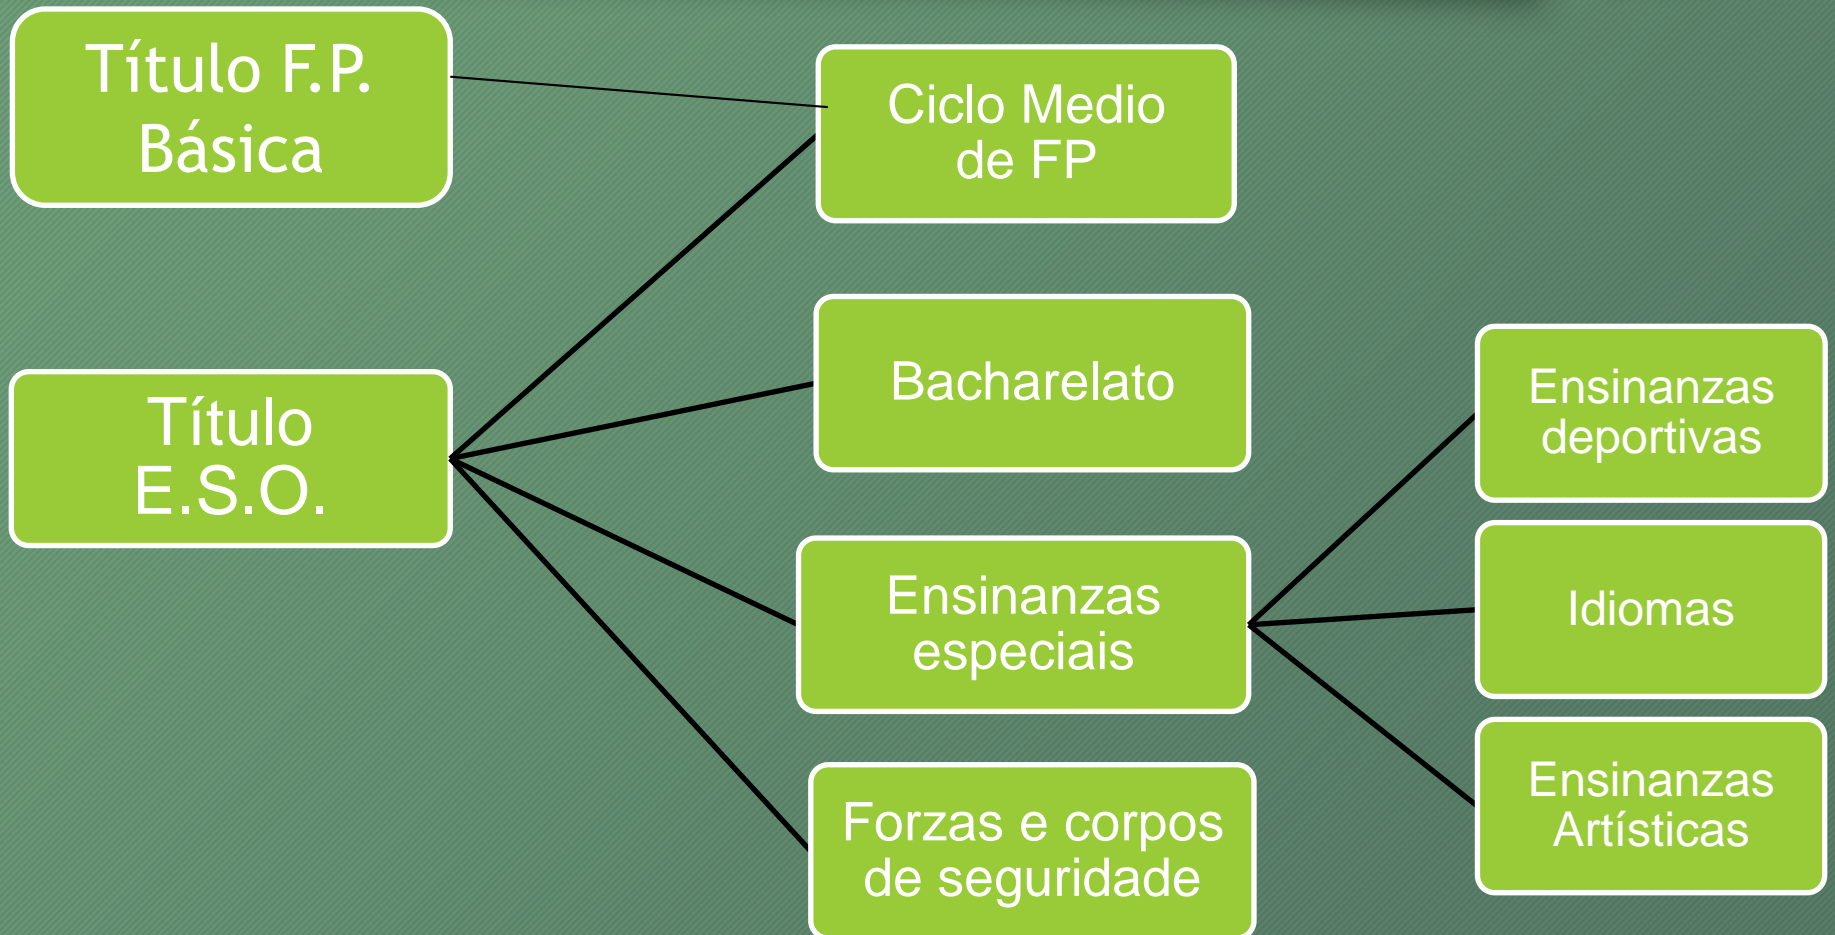 Título F.P.
Básica
Ciclo Medio
de FP
Título
E.S.O.
Bacharelato
Ensinanzas
especiais
Forzas e corpos
de seguridade
Ensinanzas
deportivas
Idiomas
Ensinanzas
Artísticas